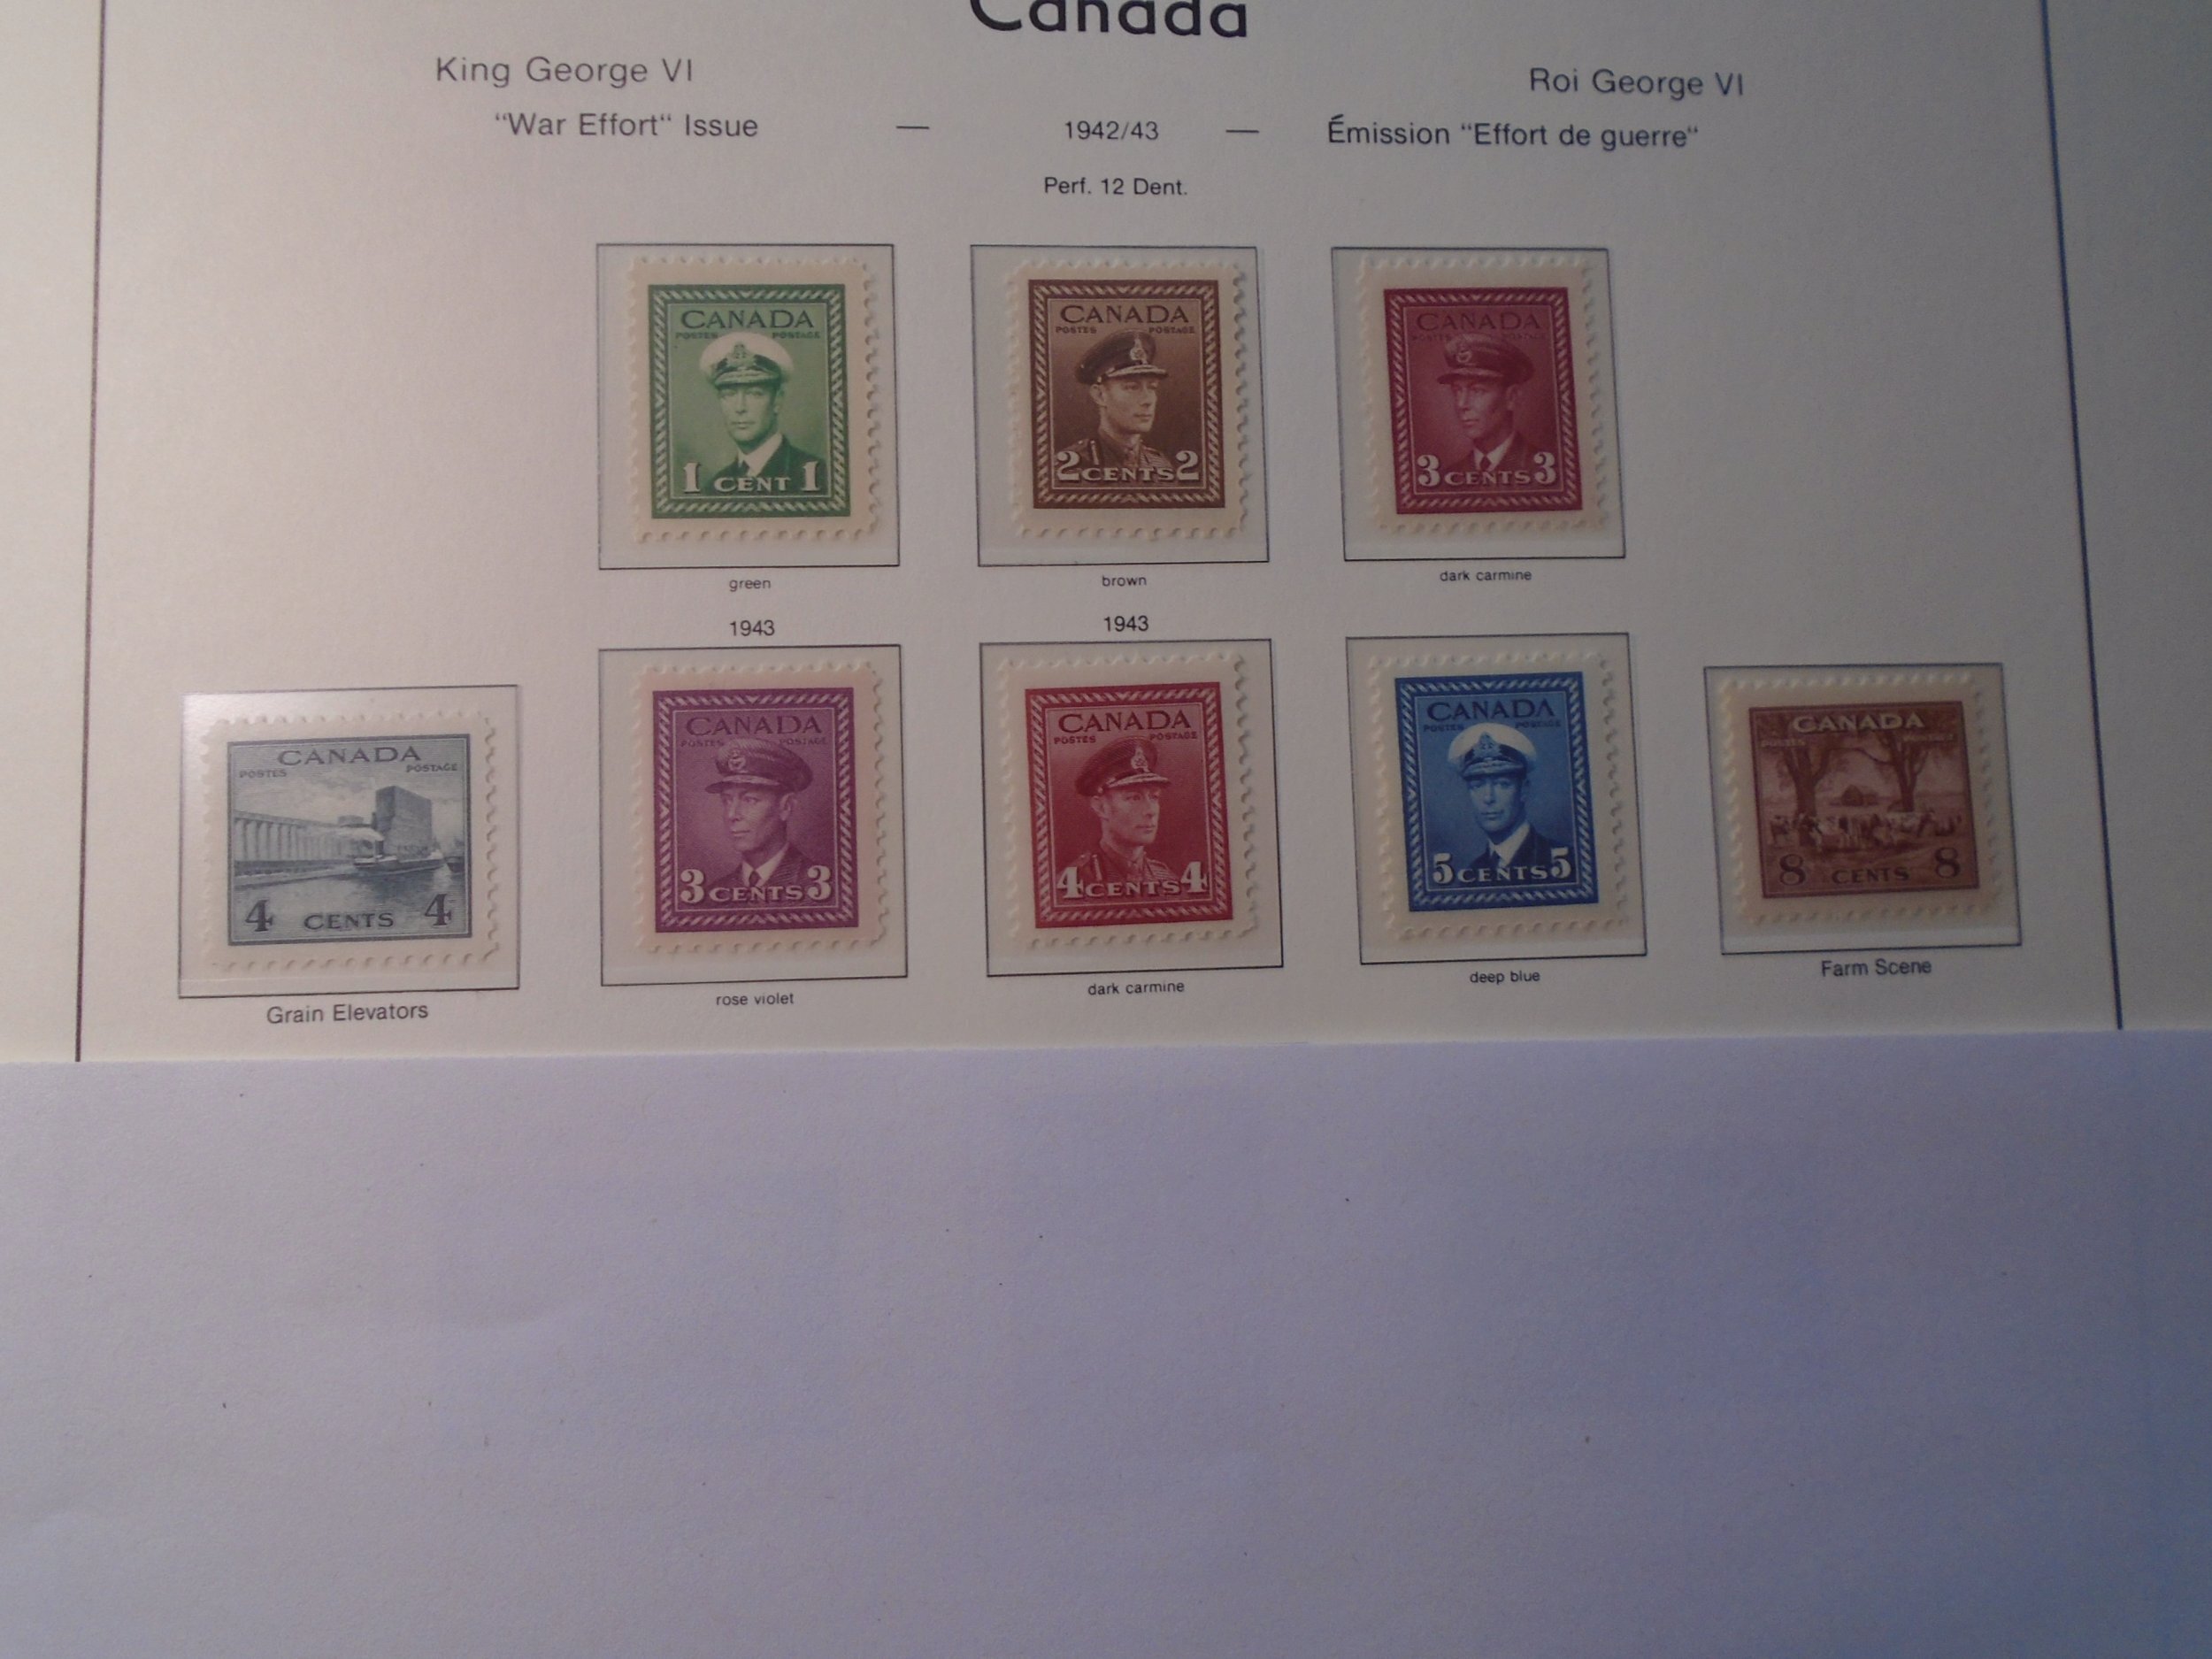 Canada
King George VI
Roi George VI
“War Effort“ Issue — 1942/43 — Émission “Effort de guerre“
Perf. 12 Dent.
CANADA
POSTES POSTAGE
1 CENT 1
CANADA
POSTES POSTAGE
2 CENTS 2
CANADA
POSTES POSTAGE
3 CENTS 3
green
brown
dark carmine
1943
1943
CANADA
POSTES POSTAGE
4 CENTS 4
CANADA
POSTES POSTAGE
3 CENTS 3
CANADA
POSTES POSTAGE
4 CENTS 4
CANADA
POSTES POSTAGE
5 CENTS 5
CANADA
POSTES POSTAGE
8 CENTS 8
Grain Elevators
rose violet
dark carmine
deep blue
Farm Scene